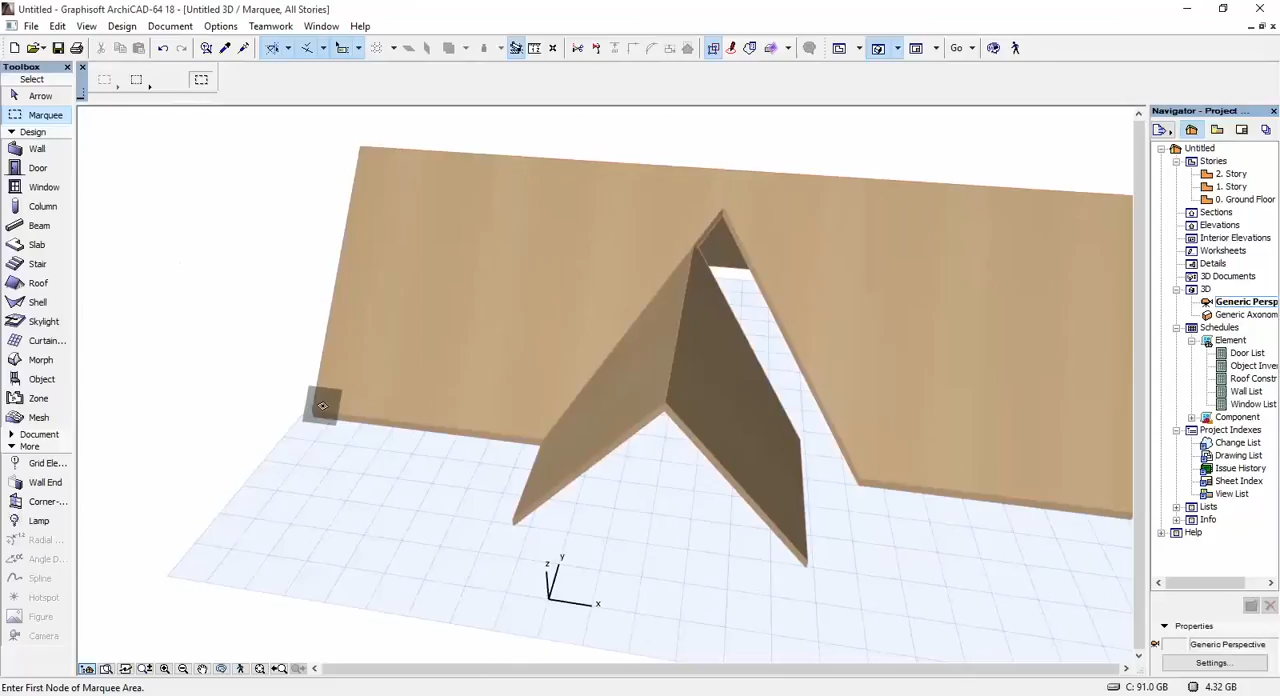 Untitled - Graphisoft ArchiCAD-64 18 - [Untitled 3D / Marquee, All Stories]
File Edit View Design Document Options Teamwork Window Help
Go
Toolbox
Select
Arrow
Marquee
Design
Wall
Door
Window
Column
Beam
Slab
Stair
Roof
Shell
Skylight
Curtain...
Morph
Object
Zone
Mesh
Document
More
Grid Ele...
Wall End
Corner-...
Lamp
Radial ...
Angle D...
Spline
Hotspot
Figure
Camera
z y x
Navigator - Project ...
Untitled
Stories
2. Story
1. Story
0. Ground Floor
Sections
Elevations
Interior Elevations
Worksheets
Details
3D Documents
3D
Generic Persp
Generic Axonom
Schedules
Element
Door List
Object Inve
Roof Constr
Wall List
Window List
Component
Project Indexes
Change List
Drawing List
Issue History
Sheet Index
View List
Lists
Info
Help
Properties
Generic Perspective
Settings...
Enter First Node of Marquee Area.
C: 91.0 GB 4.32 GB